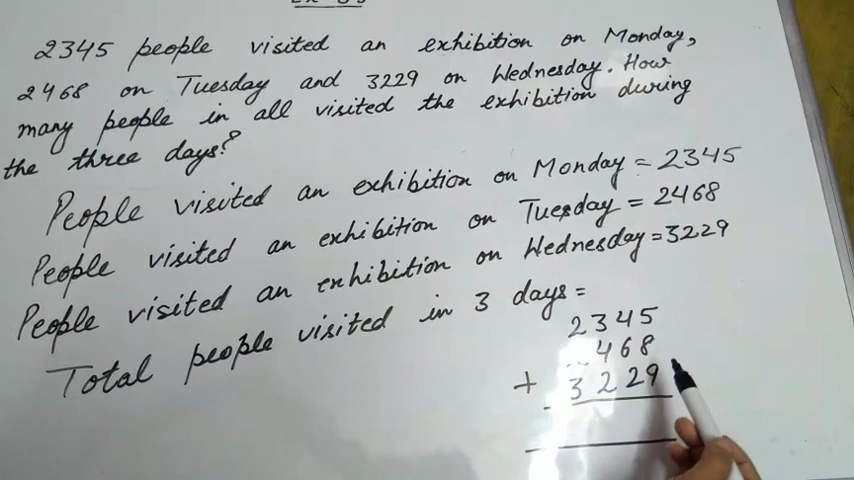 2345 people visited an exhibition on Monday,
2468 on Tuesday and 3229 on Wednesday. How
many people in all visited the exhibition during
the three days?
People visited an exhibition on Monday = 2345
People visited an exhibition on Tuesday = 2468
People visited an exhibition on Wednesday = 3229
Total people visited in 3 days =
2345
468
+ 3229